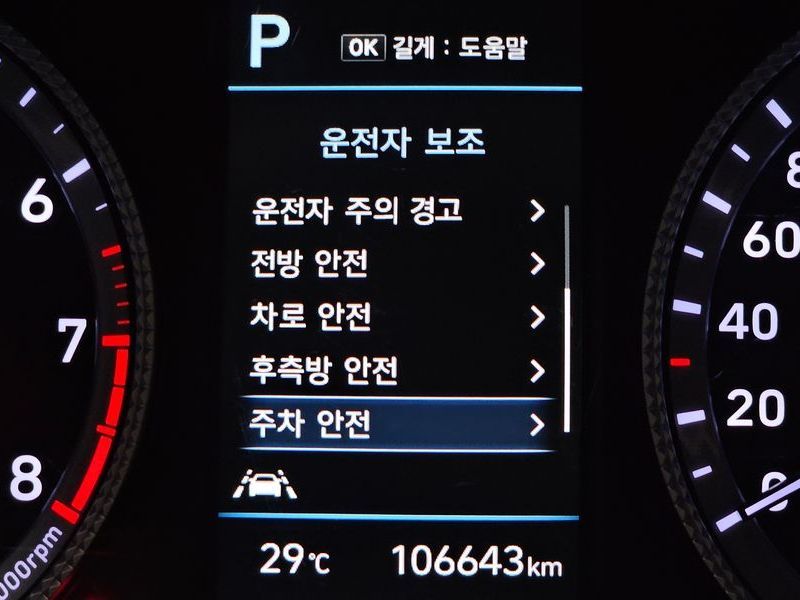 P
OK 길게 : 도움말
운전자 보조
운전자 주의 경고
전방 안전
차로 안전
후측방 안전
주차 안전
29℃ 106643km
6
7
8
000rpm
60
40
20
0